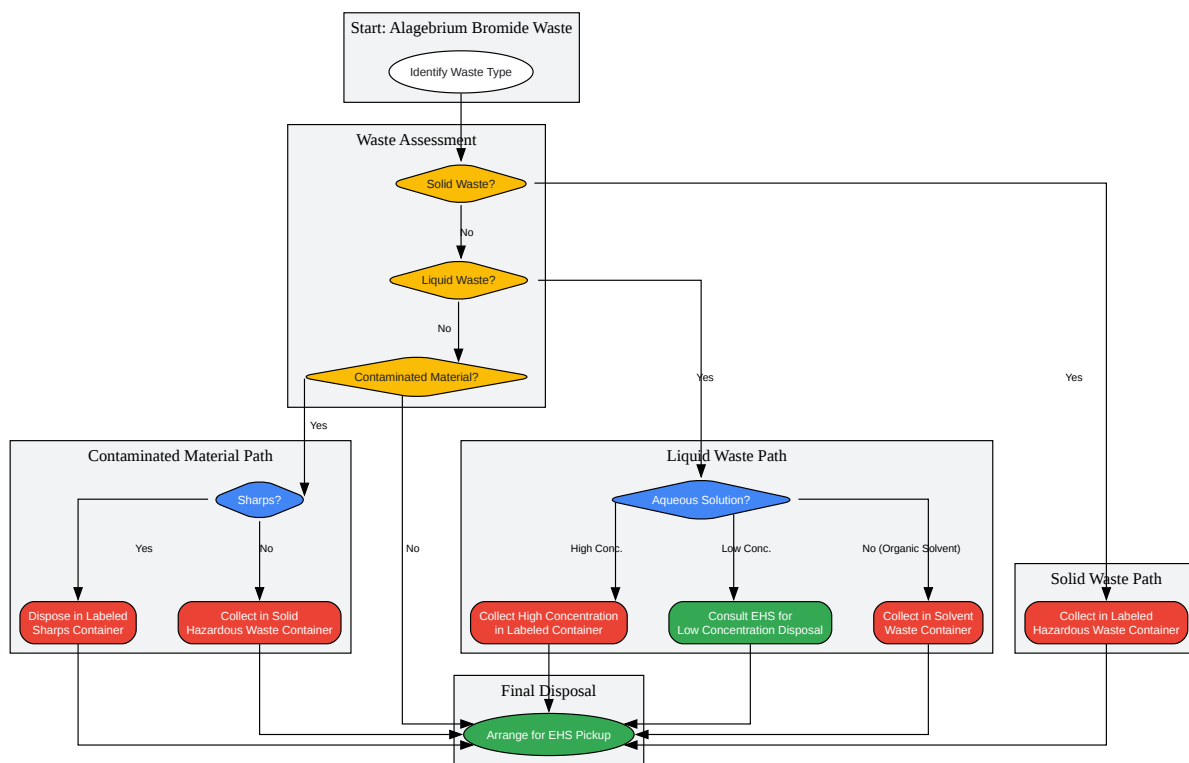 Start: Alagebrium Bromide Waste
Identify Waste Type
Waste Assessment
Solid Waste?
No
Liquid Waste?
No
Contaminated Material?
Yes
Yes
Yes
No
Contaminated Material Path
Sharps?
Yes
No
Dispose in Labeled
Sharps Container
Collect in Solid
Hazardous Waste Container
Liquid Waste Path
Aqueous Solution?
High Conc.
Low Conc.
No (Organic Solvent)
Collect High Concentration
in Labeled Container
Consult EHS for
Low Concentration Disposal
Collect in Solvent
Waste Container
Solid Waste Path
Collect in Labeled
Hazardous Waste Container
Final Disposal
Arrange for EHS Pickup